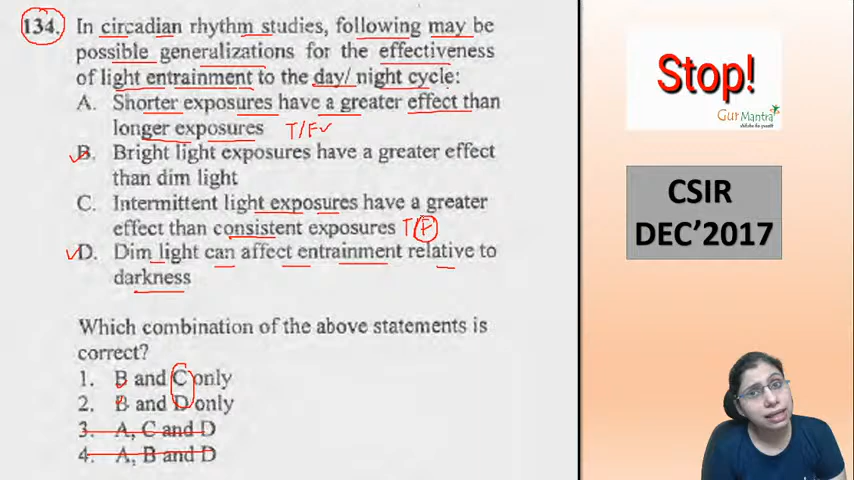 134. In circadian rhythm studies, following may be
possible generalizations for the effectiveness
of light entrainment to the day/ night cycle:
A. Shorter exposures have a greater effect than
longer exposures T/F✓
B. Bright light exposures have a greater effect
than dim light
C. Intermittent light exposures have a greater
effect than consistent exposures T/F
D. Dim light can affect entrainment relative to
darkness
Which combination of the above statements is
correct?
1. B and C only
2. B and D only
3. A, C and D
4. A, B and D
Stop!
GurMantra
CSIR
DEC’2017